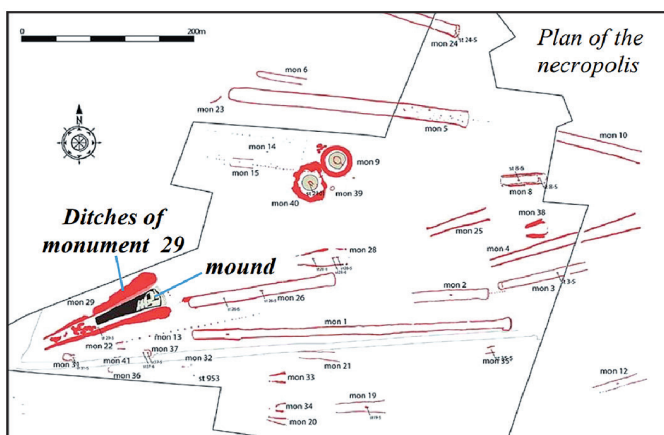 0
200m
Plan of the
necropolis
N
mon 24
st 24-5
mon 6
mon 23
mon 5
mon 10
mon 14
mon 15
mon 9
mon 39
mon 40
mon 8
mon 38
mon 25
mon 4
Ditches of
monument 29
mound
mon 28
mon 29
mon 26
mon 2
mon 3
mon 13
mon 1
mon 22
mon 37
mon 31
mon 41
mon 32
mon 36
mon 21
mon 35
st 953
mon 33
mon 12
mon 34
mon 19
mon 20